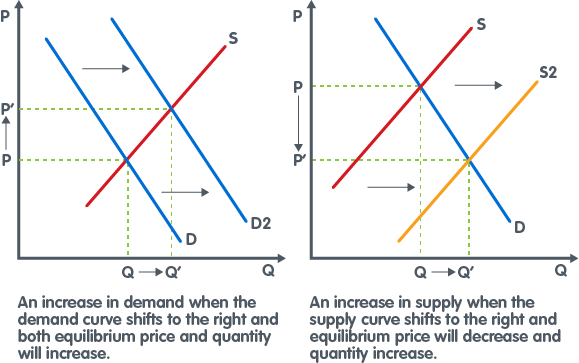 P
S
P'
P
D
D2
Q
Q'
Q
An increase in demand when the
demand curve shifts to the right and
both equilibrium price and quantity
will increase.
P
S
S2
P
P'
D
Q
Q'
Q
An increase in supply when the
supply curve shifts to the right and
equilibrium price will decrease and
quantity increase.